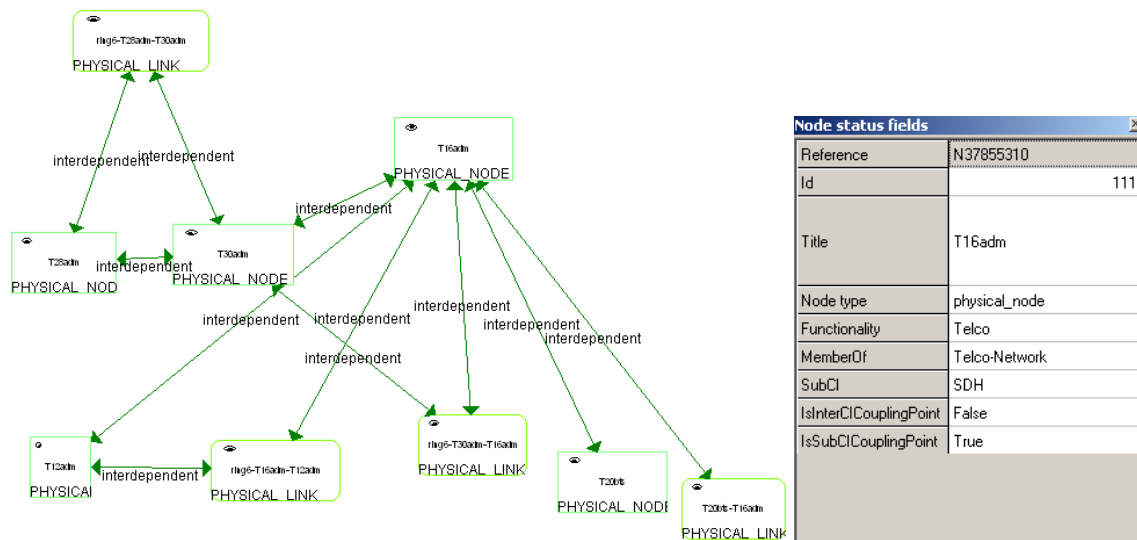 ring6-T28adm-T30adm
PHYSICAL_LINK
T16adm
PHYSICAL_NODE
interdependent
interdependent
interdependent
T28adm
PHYSICAL_NOD
interdependent
T30adm
PHYSICAL_NODE
interdependent
interdependent
interdependent
interdependent
interdependent
T12adm
PHYSICAL
interdependent
ring6-T16adm-T12adm
PHYSICAL_LINK
ring6-T30adm-T16adm
PHYSICAL_LINK
T20bts
PHYSICAL_NODE
T20bts-T16adm
PHYSICAL_LINK
Node status fields
Reference N37855310
Id 111
Title T16adm
Node type physical_node
Functionality Telco
MemberOf Telco-Network
SubCI SDH
IsInterCICouplingPoint False
IsSubCICouplingPoint True